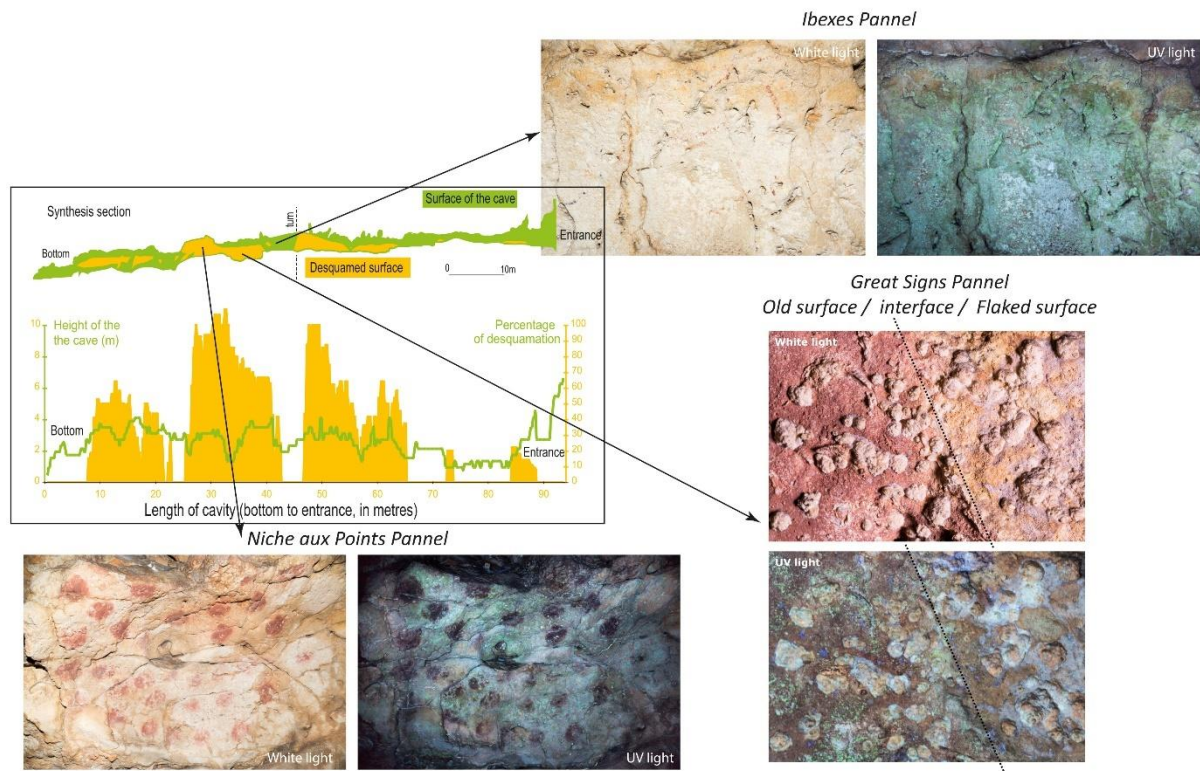 Ibexes Pannel
White light
UV light
Synthesis section
Surface of the cave
turn
Bottom
Entrance
Desquamed surface
0 10m
Great Signs Pannel
Old surface / interface / Flaked surface
White light
UV light
Height of the
the cave (m)
Percentage
of desquamation
10
8
6
4
2
0
100
90
80
70
60
50
40
30
20
10
0
Bottom
Entrance
0 10 20 30 40 50 60 70 80 90
Length of cavity (bottom to entrance, in metres)
Niche aux Points Pannel
White light
UV light